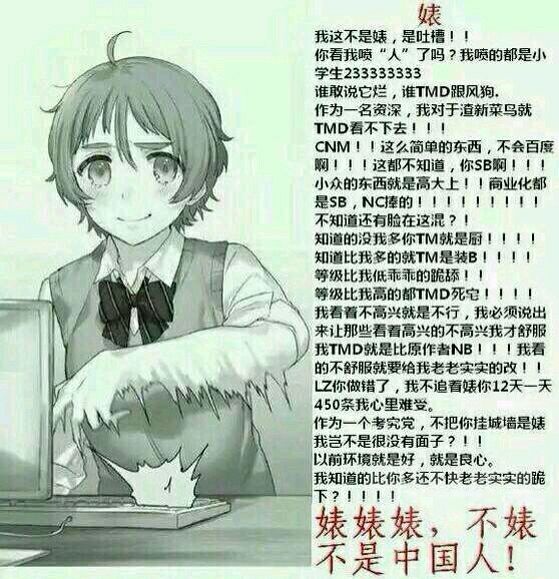 婊
我这不是婊，是吐槽！！
你看我喷“人”了吗？我喷的都是小
学生233333333
谁敢说它烂，谁TMD跟风狗.
作为一名资深，我对于渣新菜鸟就
TMD看不下去！！！
CNM！！这么简单的东西，不会百度
啊！！！这都不知道，你SB啊！！！
小众的东西就是高大上！！商业化都
是SB，NC捧的！！！！！！！！！
不知道还有脸在这混？！
知道的没我多你TM就是厨！！！！
知道比我多的就TM是装B！！！！
等级比我低乖乖的跪舔！！
等级比我高的都TMD死宅！！！！
我看着不高兴就是不行，我必须说出
来让那些看着高兴的不高兴我才舒服
我TMD就是比原作者NB！！！我看
的不舒服就要给我老老实实的改！！
LZ你做错了，我不追着婊你12天一天
450条我心里难受。
作为一个考究党，不把你挂城墙是婊
我岂不是很没有面子？！！
以前环境就是好，就是良心。
我知道的比你多还不快老老实实的跪
下？！！！！
婊婊婊，不婊
不是中国人！